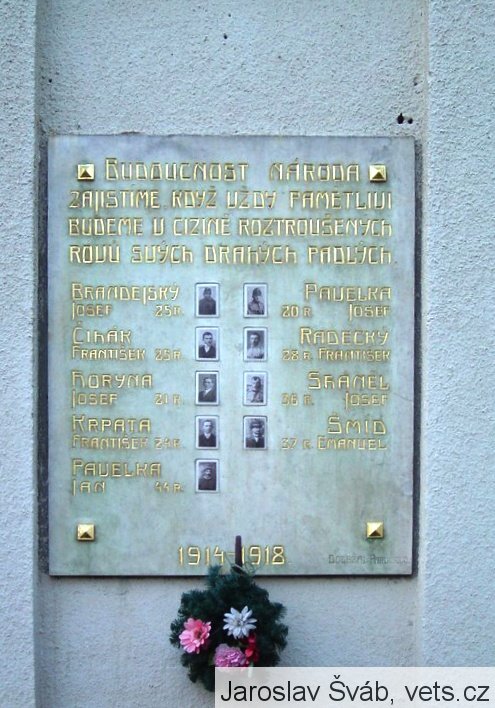 BUDOUCNOST NÁRODA
ZAJISTÍME, KDYŽ VŽDY PAMĚTLIVI
BUDEME V CIZINĚ ROZTROUŠENÝCH
ROVŮ SVÝCH DRAHÝCH PADLÝCH.
BRANDEJSKÝ
JOSEF 25 R.
ČIHÁK
FRANTIŠEK 25 R.
KORYNA
JOSEF 21 R.
KRPATA
FRANTIŠEK 24 R.
PAVELKA
JAN 44 R.
PAVELKA
20 R. JOSEF
RADECKÝ
28 R. FRANTIŠEK
SKANEL
36 R. JOSEF
ŠMÍD
37 R. EMANUEL
1914-1918.
Jaroslav Šváb, vets.cz